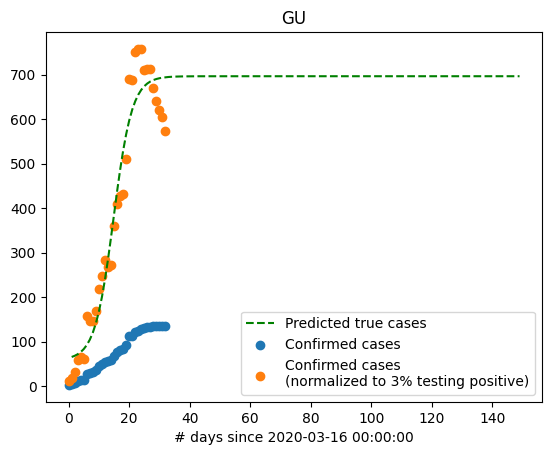 GU
700
600
500
400
300
200
100
0
Predicted true cases
Confirmed cases
Confirmed cases
(normalized to 3% testing positive)
0 20 40 60 80 100 120 140
# days since 2020-03-16 00:00:00